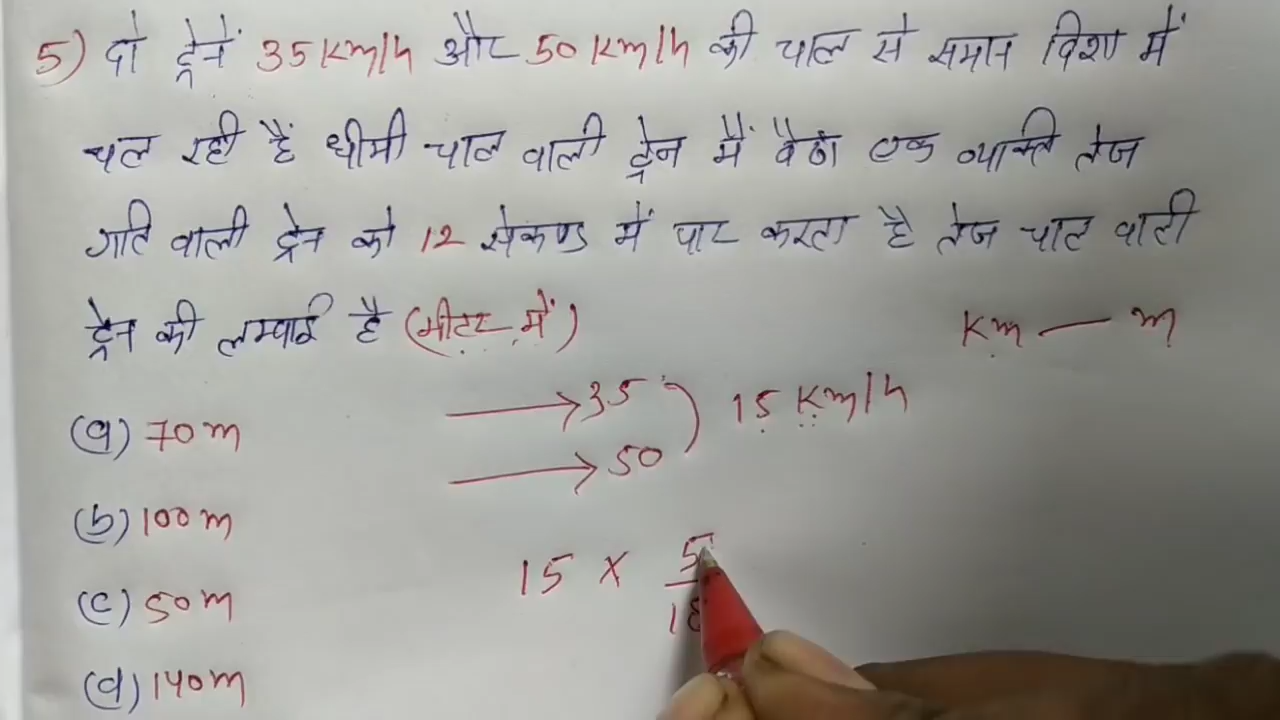 5) दो ट्रेनें 35 Km/h और 50 Km/h की चाल से समान दिशा में
चल रही हैं धीमी चाल वाली ट्रेन में बैठा एक व्यक्ति तेज
गति वाली ट्रेन को 12 सेकण्ड में पार करता है तेज चाल वाली
ट्रेन की लम्बाई है (मीटर में)
Km — m
(a) 70 m
→ 35
15 Km/h
→ 50
(b) 100 m
15 × 5/18
(c) 50 m
(d) 140 m